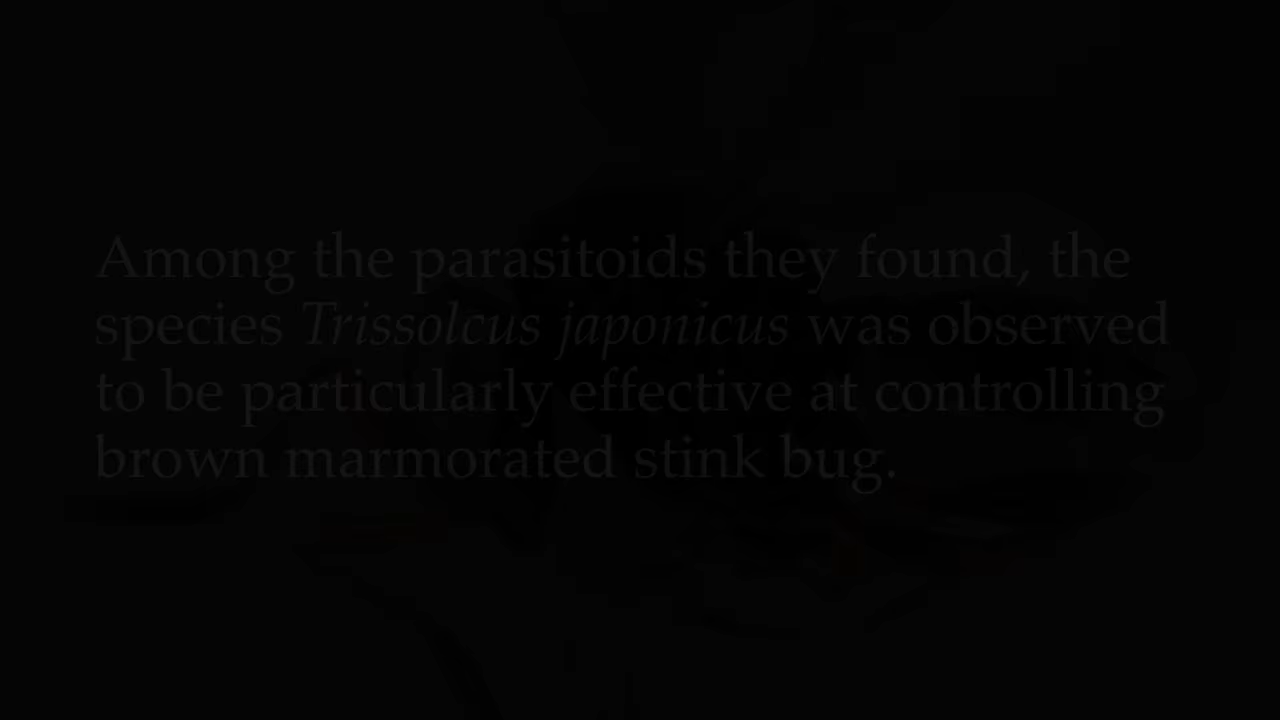 Among the parasitoids they found, the
species Trissolcus japonicus was observed
to be particularly effective at controlling
brown marmorated stink bug.